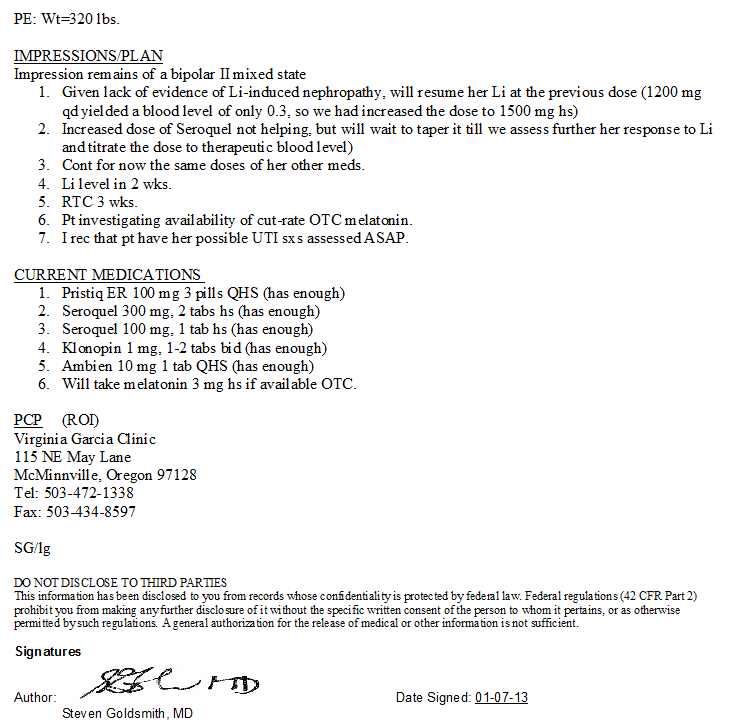 PE: Wt=320 lbs.
IMPRESSIONS/PLAN
Impression remains of a bipolar II mixed state
1. Given lack of evidence of Li-induced nephropathy, will resume her Li at the previous dose (1200 mg
qd yielded a blood level of only 0.3, so we had increased the dose to 1500 mg hs)
2. Increased dose of Seroquel not helping, but will wait to taper it till we assess further her response to Li
and titrate the dose to therapeutic blood level)
3. Cont for now the same doses of her other meds.
4. Li level in 2 wks.
5. RTC 3 wks.
6. Pt investigating availability of cut-rate OTC melatonin.
7. I rec that pt have her possible UTI sxs assessed ASAP.
CURRENT MEDICATIONS
1. Pristiq ER 100 mg 3 pills QHS (has enough)
2. Seroquel 300 mg, 2 tabs hs (has enough)
3. Seroquel 100 mg, 1 tab hs (has enough)
4. Klonopin 1 mg, 1-2 tabs bid (has enough)
5. Ambien 10 mg 1 tab QHS (has enough)
6. Will take melatonin 3 mg hs if available OTC.
PCP (ROI)
Virginia Garcia Clinic
115 NE May Lane
McMinnville, Oregon 97128
Tel: 503-472-1338
Fax: 503-434-8597
SG/lg
DO NOT DISCLOSE TO THIRD PARTIES
This information has been disclosed to you from records whose confidentiality is protected by federal law. Federal regulations (42 CFR Part 2)
prohibit you from making any further disclosure of it without the specific written consent of the person to whom it pertains, or as otherwise
permitted by such regulations. A general authorization for the release of medical or other information is not sufficient.
Signatures
MD
Author: Date Signed: 01-07-13
Steven Goldsmith, MD